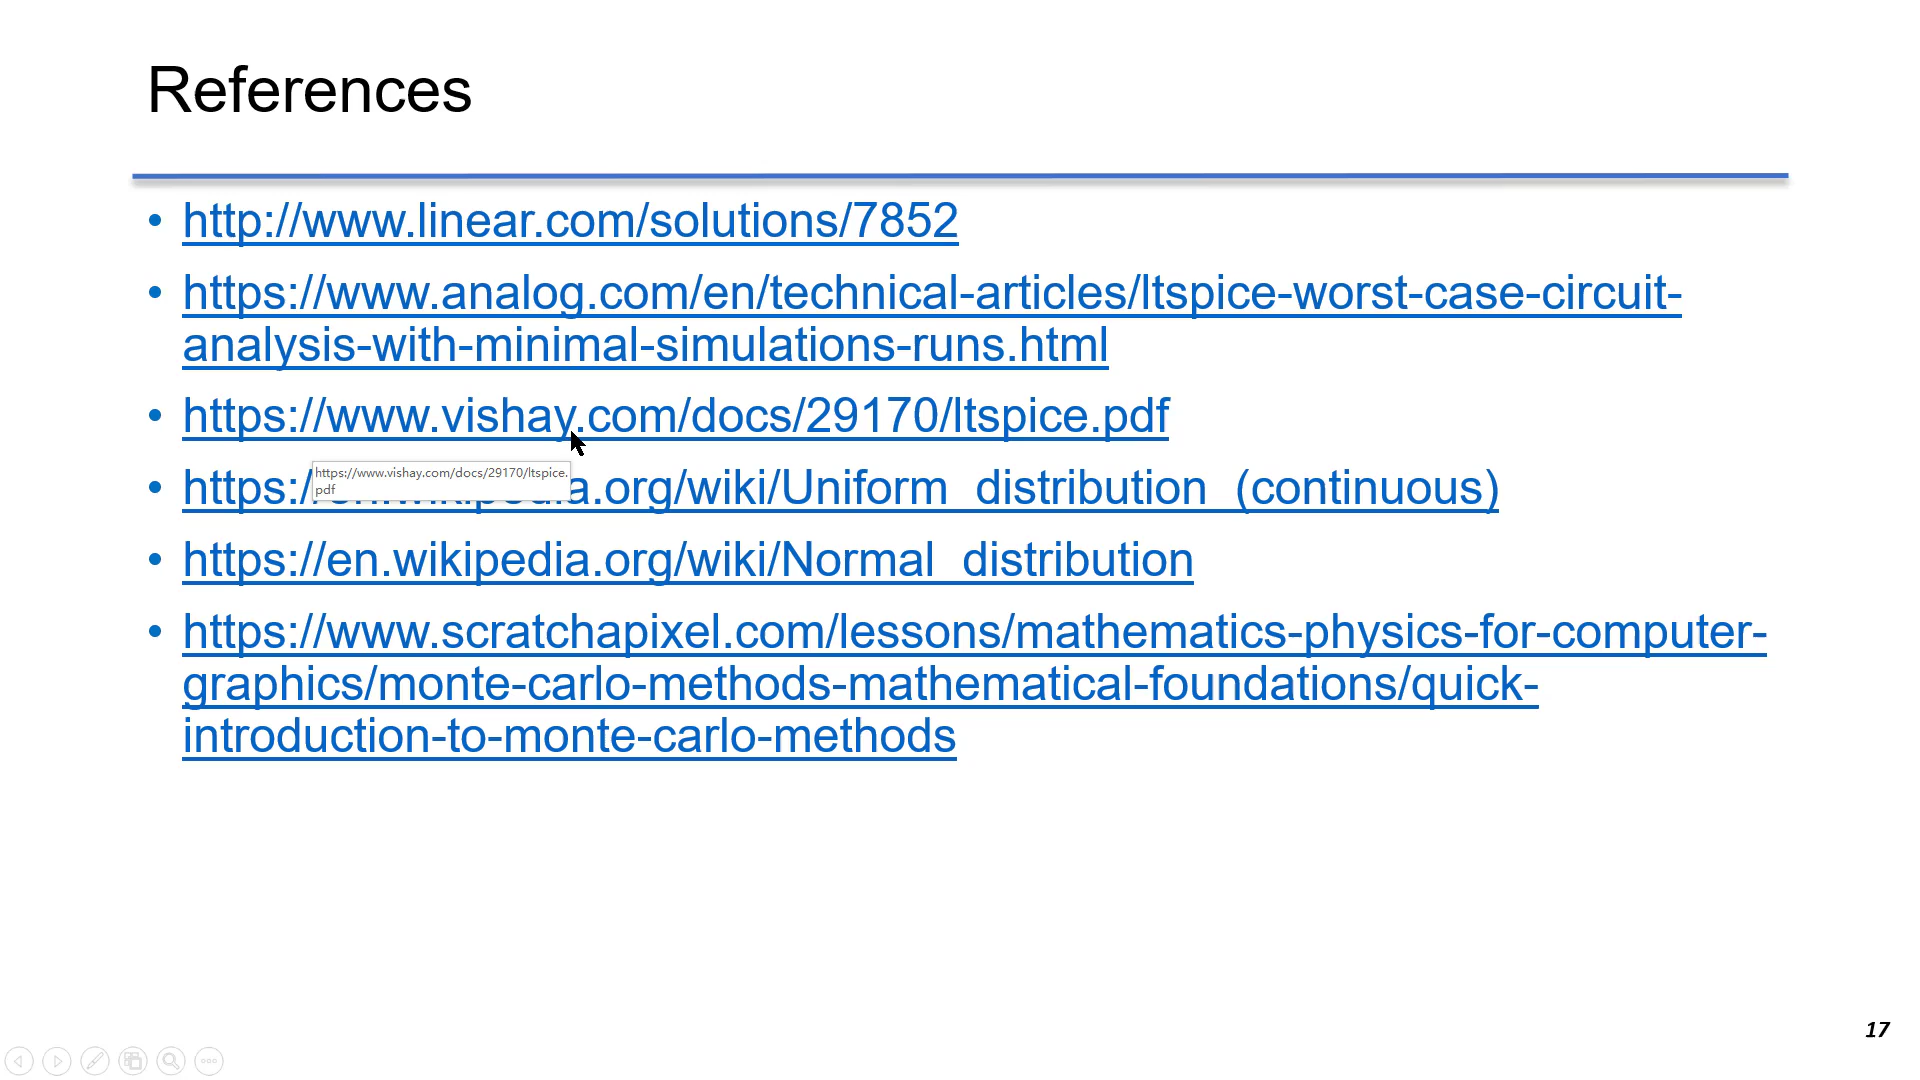 References
• http://www.linear.com/solutions/7852
• https://www.analog.com/en/technical-articles/ltspice-worst-case-circuit-
analysis-with-minimal-simulations-runs.html
• https://www.vishay.com/docs/29170/ltspice.pdf
https://www.vishay.com/docs/29170/ltspice.
pdf
• https://en.wikipedia.org/wiki/Uniform_distribution_(continuous)
• https://en.wikipedia.org/wiki/Normal_distribution
• https://www.scratchapixel.com/lessons/mathematics-physics-for-computer-
graphics/monte-carlo-methods-mathematical-foundations/quick-
introduction-to-monte-carlo-methods
17